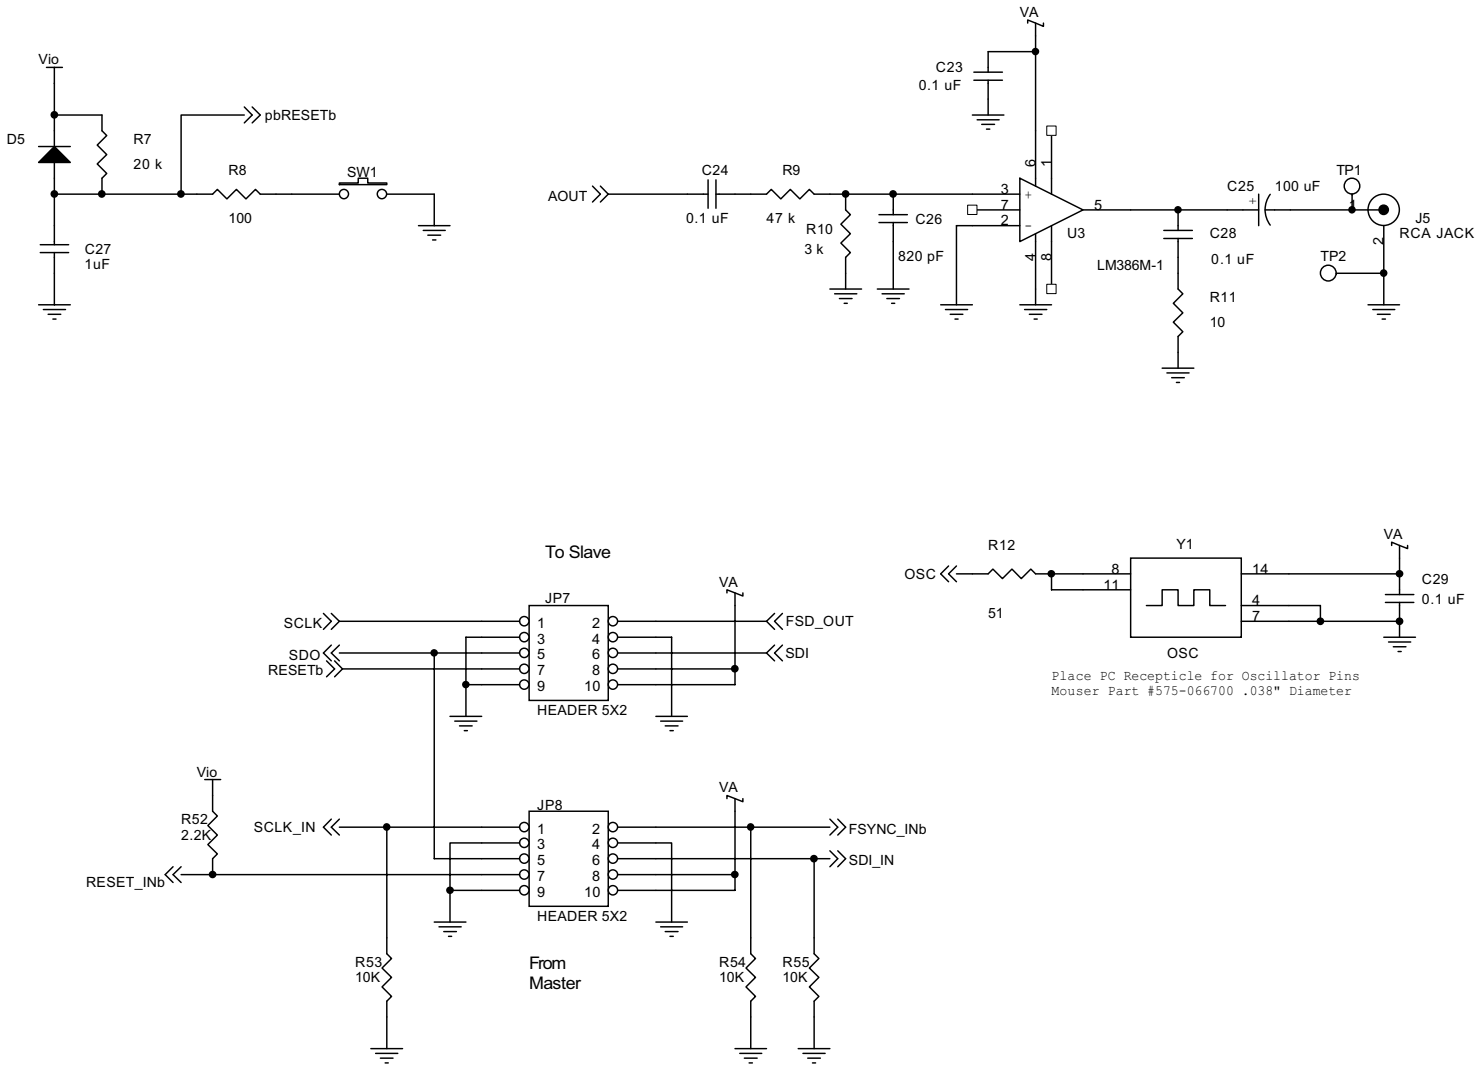 VA
C23
0.1 uF
Vio
D5
R7
20 k
pbRESETb
R8
100
SW1
C27
1uF
AOUT
C24
0.1 uF
R9
47 k
R10
3 k
C26
820 pF
6
1
3
+
7
2
-
4
8
5
U3
LM386M-1
C25
+
100 uF
C28
0.1 uF
R11
10
TP1
1
J5
RCA JACK
2
TP2
To Slave
JP7
VA
SCLK
1
2
FSD_OUT
3
4
SDO
5
6
SDI
RESETb
7
8
9
10
HEADER 5X2
R12
OSC
51
Y1
8
11
14
4
7
OSC
VA
C29
0.1 uF
Place PC Recepticle for Oscillator Pins
Mouser Part #575-066700 .038" Diameter
Vio
R52
2.2K
RESET_INb
JP8
VA
SCLK_IN
1
2
FSYNC_INb
3
4
5
6
SDI_IN
7
8
9
10
HEADER 5X2
From
Master
R53
10K
R54
10K
R55
10K